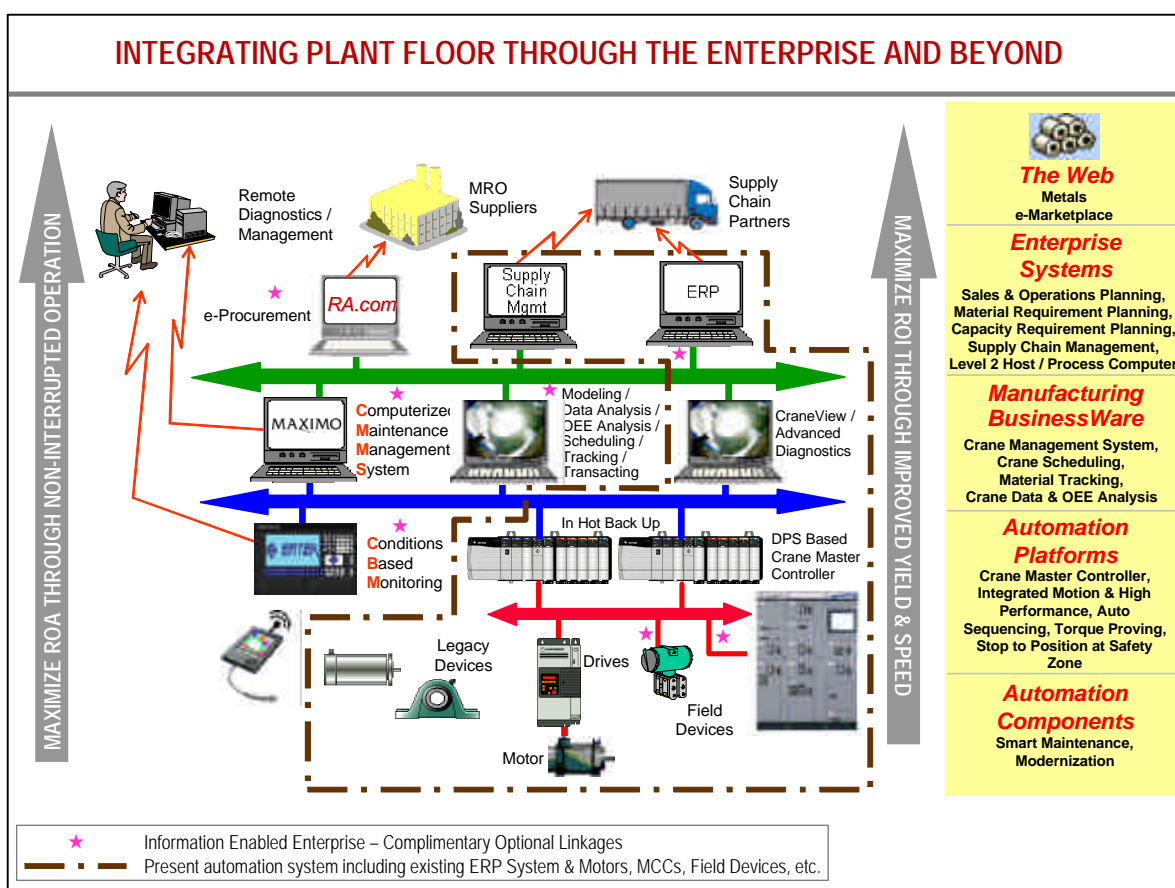 INTEGRATING PLANT FLOOR THROUGH THE ENTERPRISE AND BEYOND
MAXIMIZE ROA THROUGH NON-INTERRUPTED OPERATION
Remote
Diagnostics /
Management
MRO
Suppliers
Supply
Chain
Partners
e-Procurement
RA.com
Supply
Chain
Mgmt
ERP
MAXIMO
Computerized
Maintenance
Management
System
Modeling /
Data Analysis /
OEE Analysis /
Scheduling /
Tracking /
Transacting
CraneView /
Advanced
Diagnostics
Conditions
Based
Monitoring
In Hot Back Up
DPS Based
Crane Master
Controller
Legacy
Devices
Drives
Field
Devices
Motor
MAXIMIZE ROI THROUGH IMPROVED YIELD & SPEED
The Web
Metals
e-Marketplace
Enterprise
Systems
Sales & Operations Planning,
Material Requirement Planning,
Capacity Requirement Planning,
Supply Chain Management,
Level 2 Host / Process Computer
Manufacturing
BusinessWare
Crane Management System,
Crane Scheduling,
Material Tracking,
Crane Data & OEE Analysis
Automation
Platforms
Crane Master Controller,
Integrated Motion & High
Performance, Auto
Sequencing, Torque Proving,
Stop to Position at Safety
Zone
Automation
Components
Smart Maintenance,
Modernization
Information Enabled Enterprise – Complimentary Optional Linkages
Present automation system including existing ERP System & Motors, MCCs, Field Devices, etc.